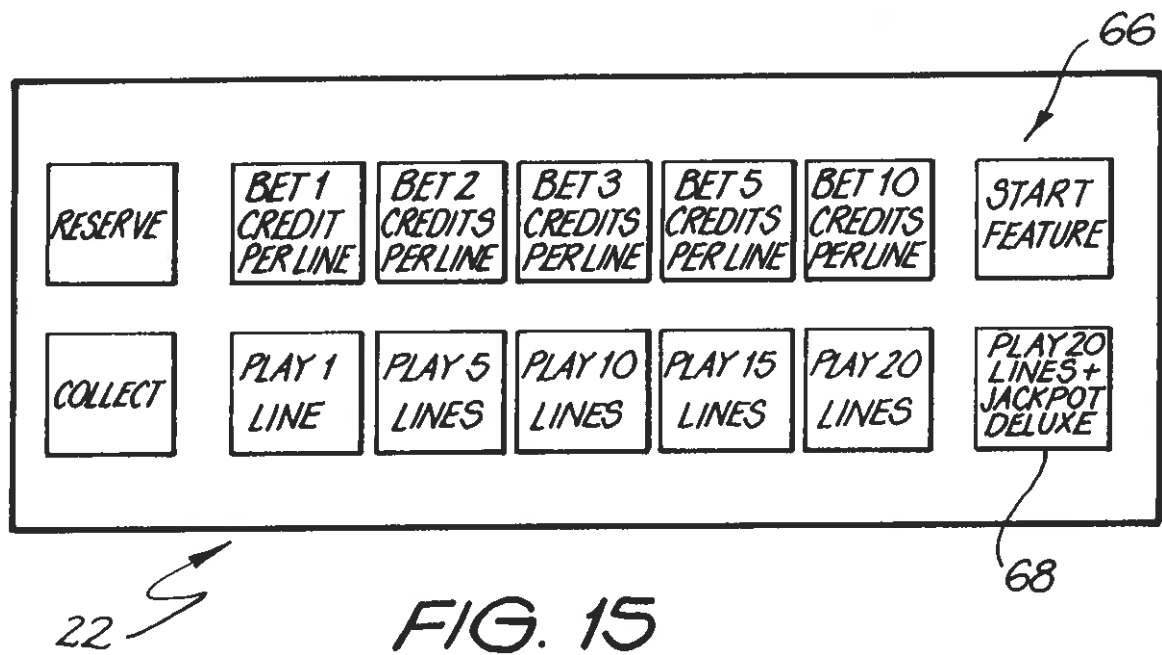 66
RESERVE
BET 1
CREDIT
PER LINE
BET 2
CREDITS
PER LINE
BET 3
CREDITS
PER LINE
BET 5
CREDITS
PER LINE
BET 10
CREDITS
PER LINE
START
FEATURE
COLLECT
PLAY 1
LINE
PLAY 5
LINES
PLAY 10
LINES
PLAY 15
LINES
PLAY 20
LINES
PLAY 20
LINES +
JACKPOT
DELUXE
22
68
FIG. 15